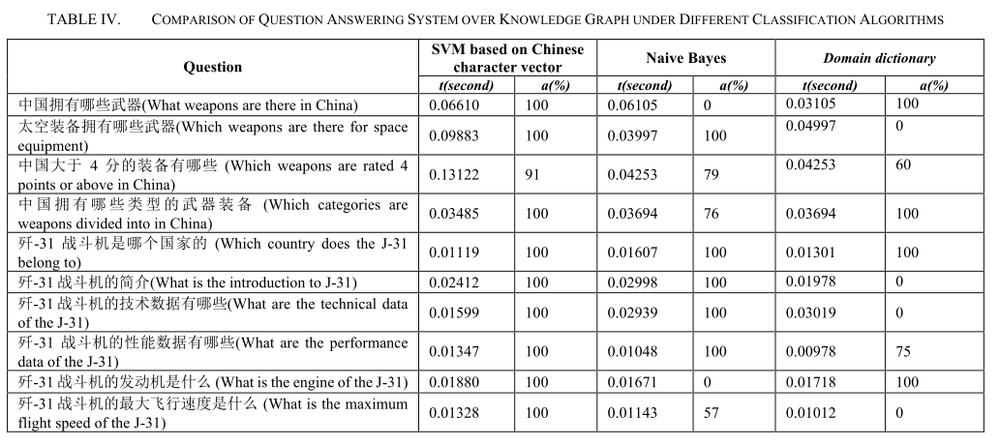 TABLE IV. COMPARISON OF QUESTION ANSWERING SYSTEM OVER KNOWLEDGE GRAPH UNDER DIFFERENT CLASSIFICATION ALGORITHMS
Question SVM based on Chinese character vector Naive Bayes Domain dictionary
t(second) a(%) t(second) a(%) t(second) a(%)
中国拥有哪些武器(What weapons are there in China) 0.06610 100 0.06105 0 0.03105 100
太空装备拥有哪些武器(Which weapons are there for space
equipment) 0.09883 100 0.03997 100 0.04997 0
中国大于 4 分的装备有哪些 (Which weapons are rated 4
points or above in China) 0.13122 91 0.04253 79 0.04253 60
中国拥有哪些类型的武器装备 (Which categories are
weapons divided into in China) 0.03485 100 0.03694 76 0.03694 100
歼-31 战斗机是哪个国家的 (Which country does the J-31
belong to) 0.01119 100 0.01607 100 0.01301 100
歼-31 战斗机的简介(What is the introduction to J-31) 0.02412 100 0.02998 100 0.01978 0
歼-31 战斗机的技术数据有哪些(What are the technical data
of the J-31) 0.01599 100 0.02939 100 0.03019 0
歼-31 战斗机的性能数据有哪些(What are the performance
data of the J-31) 0.01347 100 0.01048 100 0.00978 75
歼-31 战斗机的发动机是什么 (What is the engine of the J-31) 0.01880 100 0.01671 0 0.01718 100
歼-31 战斗机的最大飞行速度是什么 (What is the maximum
flight speed of the J-31) 0.01328 100 0.01143 57 0.01012 0